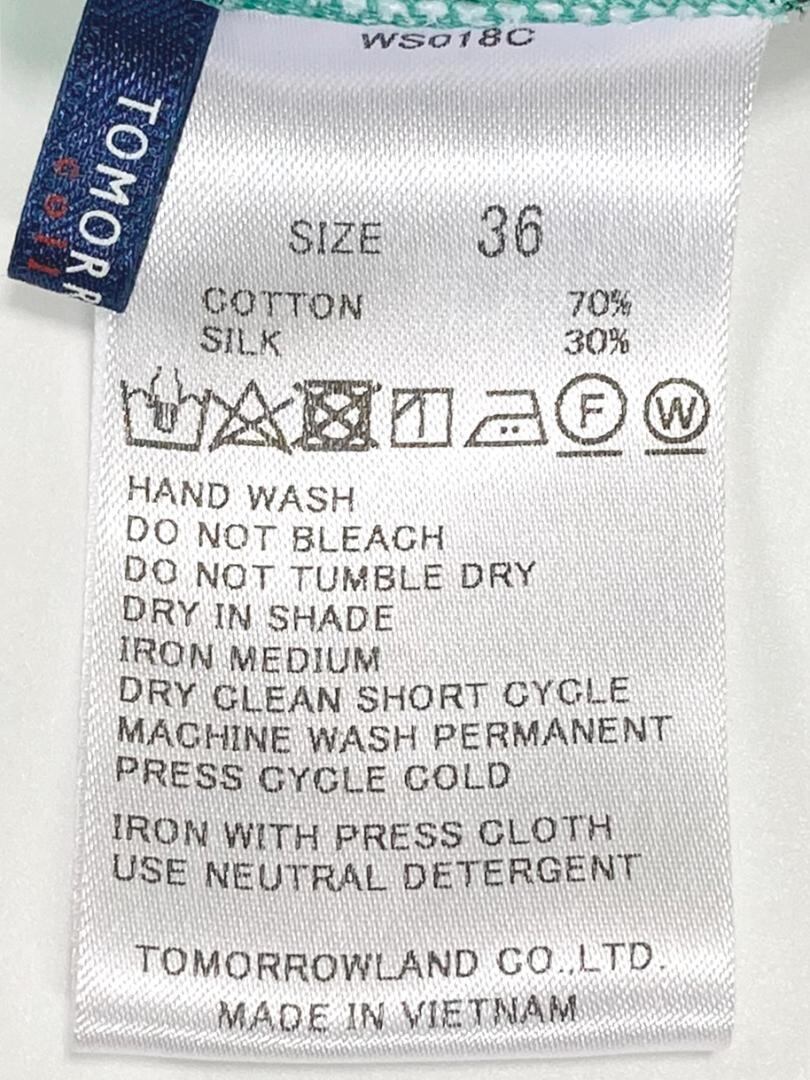 WS018C
TOMORR
coll
SIZE 36
COTTON 70%
SILK 30%
F W
HAND WASH
DO NOT BLEACH
DO NOT TUMBLE DRY
DRY IN SHADE
IRON MEDIUM
DRY CLEAN SHORT CYCLE
MACHINE WASH PERMANENT
PRESS CYCLE COLD
IRON WITH PRESS CLOTH
USE NEUTRAL DETERGENT
TOMORROWLAND CO.,LTD.
MADE IN VIETNAM